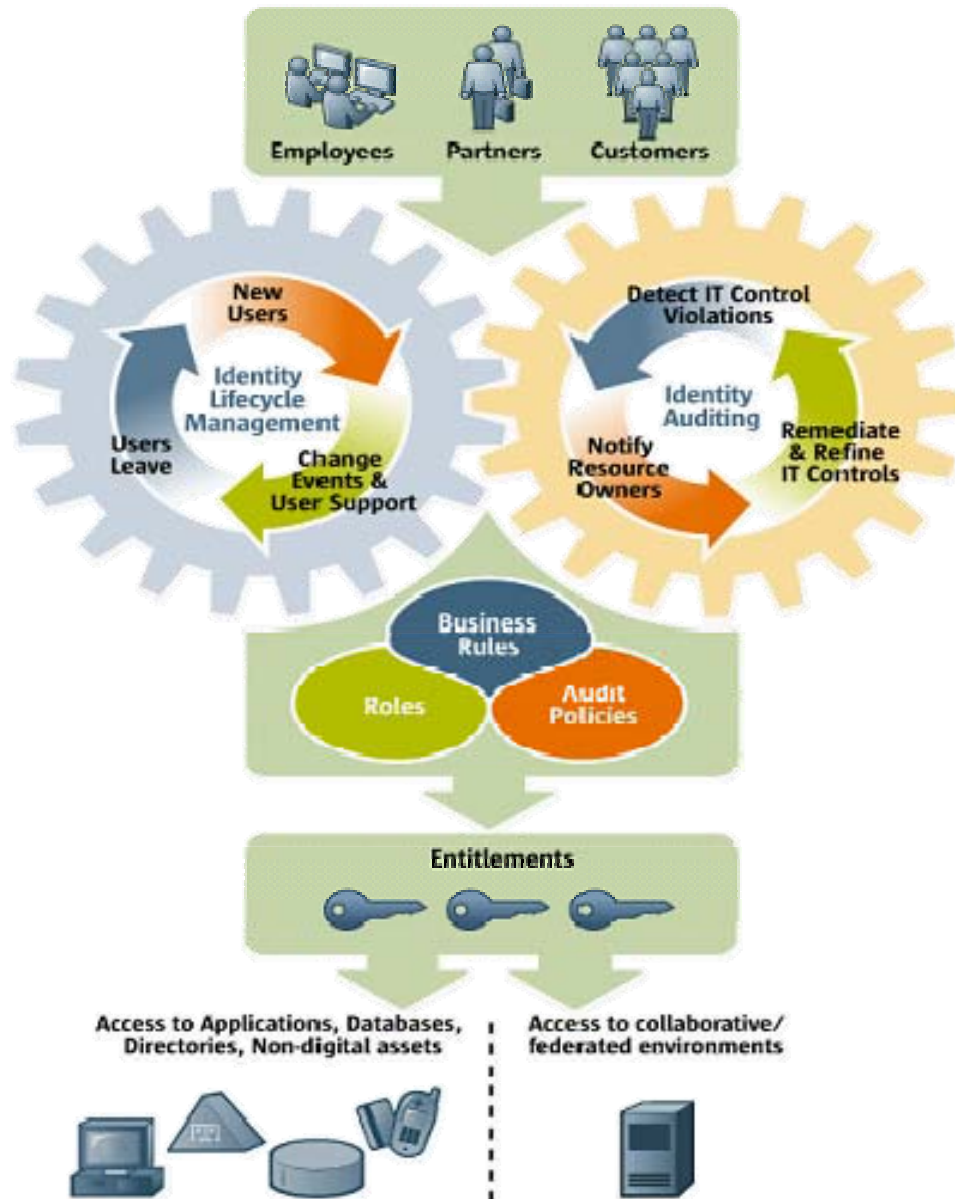 Employees
Partners
Customers
New
Users
Identity
Lifecycle
Management
Users
Leave
Change
Events &
User Support
Detect IT Control
Violations
Identity
Auditing
Notify
Resource
Owners
Remediate
& Refine
IT Controls
Business
Rules
Roles
Audit
Policies
Entitlements
Access to Applications, Databases,
Directories, Non-digital assets
Access to collaborative/
federated environments